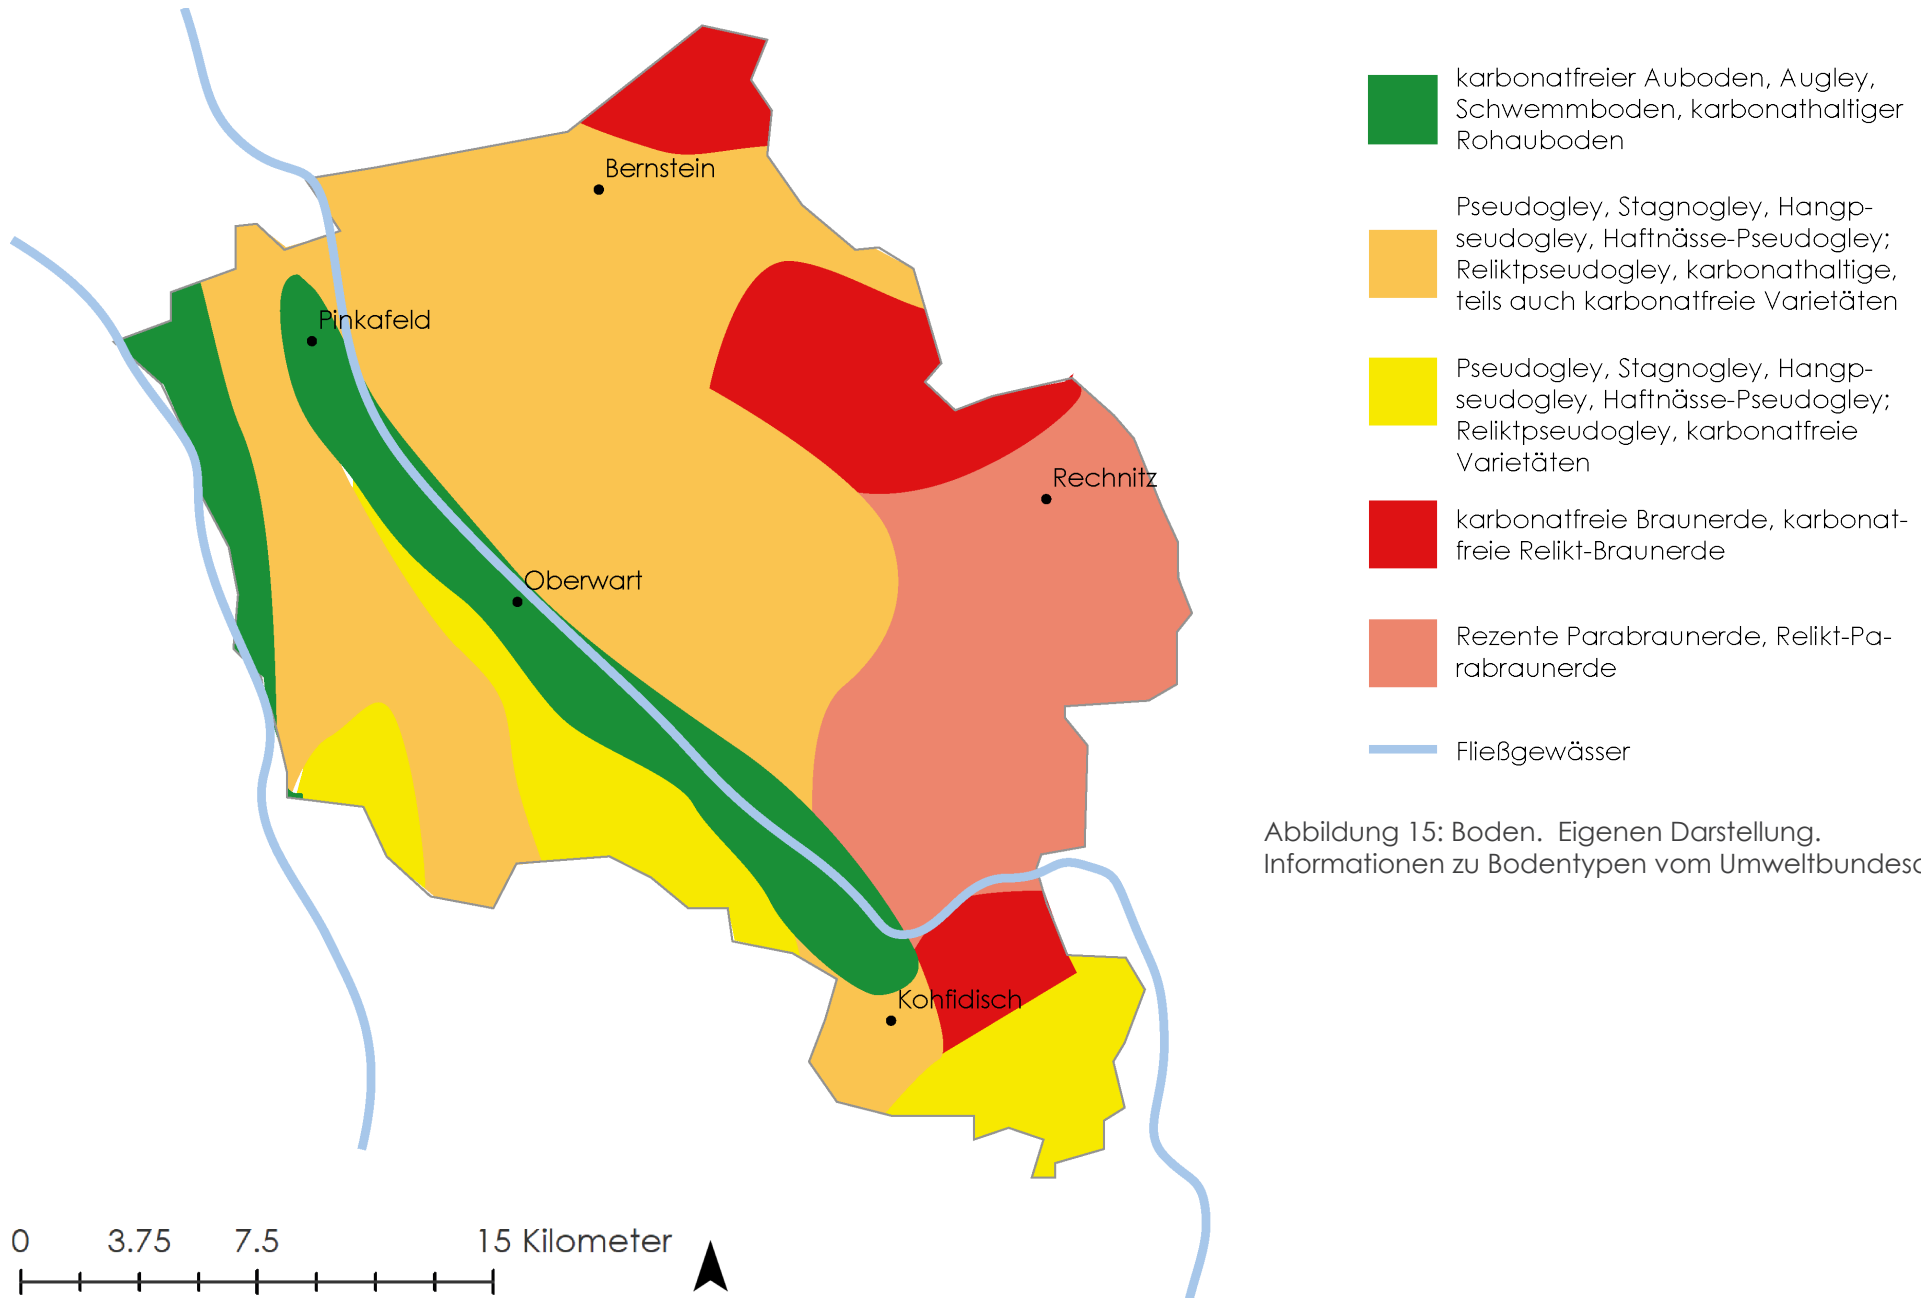 karbonatfreier Auboden, Augley,
Schwemmboden, karbonathaltiger
Rohauboden
Pseudogley, Stagnogley, Hangp-
seudogley, Haftnässe-Pseudogley;
Reliktpseudogley, karbonathaltige,
teils auch karbonatfreie Varietäten
Pseudogley, Stagnogley, Hangp-
seudogley, Haftnässe-Pseudogley;
Reliktpseudogley, karbonatfreie
Varietäten
karbonatfreie Braunerde, karbonat-
freie Relikt-Braunerde
Rezente Parabraunerde, Relikt-Pa-
rabraunerde
Fließgewässer
Abbildung 15: Boden. Eigenen Darstellung.
Informationen zu Bodentypen vom
Bernstein
Pinkafeld
Rechnitz
Oberwart
Kohfidisch
0 3.75 7.5 15 Kilometer